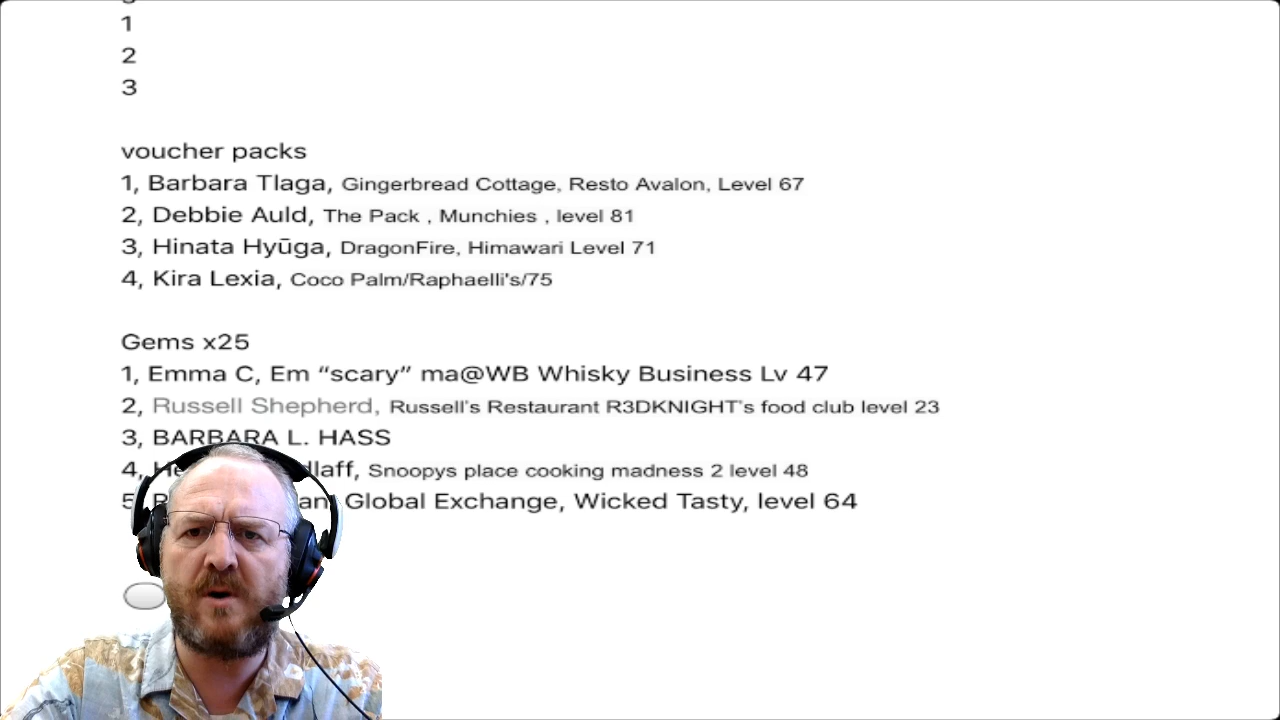 1
2
3
voucher packs
1, Barbara Tlaga, Gingerbread Cottage, Resto Avalon, Level 67
2, Debbie Auld, The Pack , Munchies , level 81
3, Hinata Hyūga, DragonFire, Himawari Level 71
4, Kira Lexia, Coco Palm/Raphaelli's/75
Gems x25
1, Emma C, Em “scary” ma@WB Whisky Business Lv 47
2, Russell Shepherd, Russell's Restaurant R3DKNIGHT's food club level 23
3, BARBARA L. HASS
4, Snoopys place cooking madness 2 level 48
5 Global Exchange, Wicked Tasty, level 64